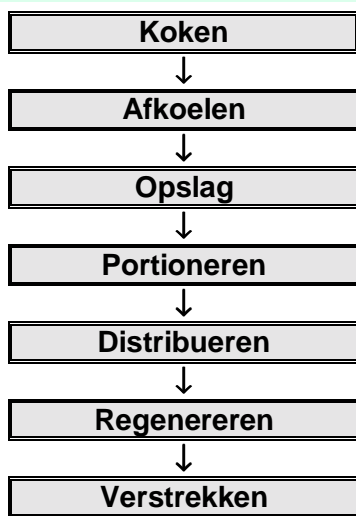 Koken
Afkoelen
Opslag
Portioneren
Distribueren
Regenereren
Verstrekken